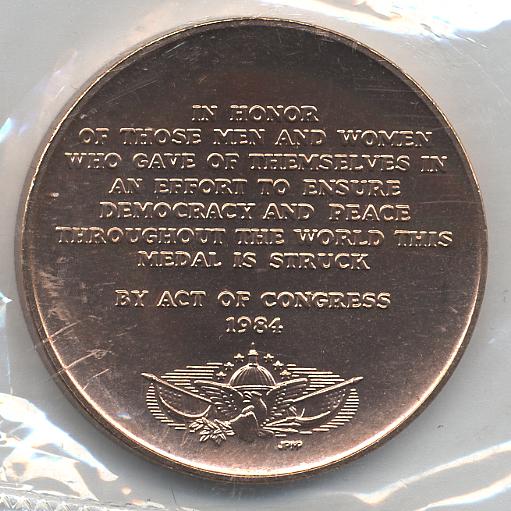 IN HONOR
OF THOSE MEN AND WOMEN
WHO GAVE OF THEMSELVES IN
AN EFFORT TO ENSURE
DEMOCRACY AND PEACE
THROUGHOUT THE WORLD THIS
MEDAL IS STRUCK
BY ACT OF CONGRESS
1984